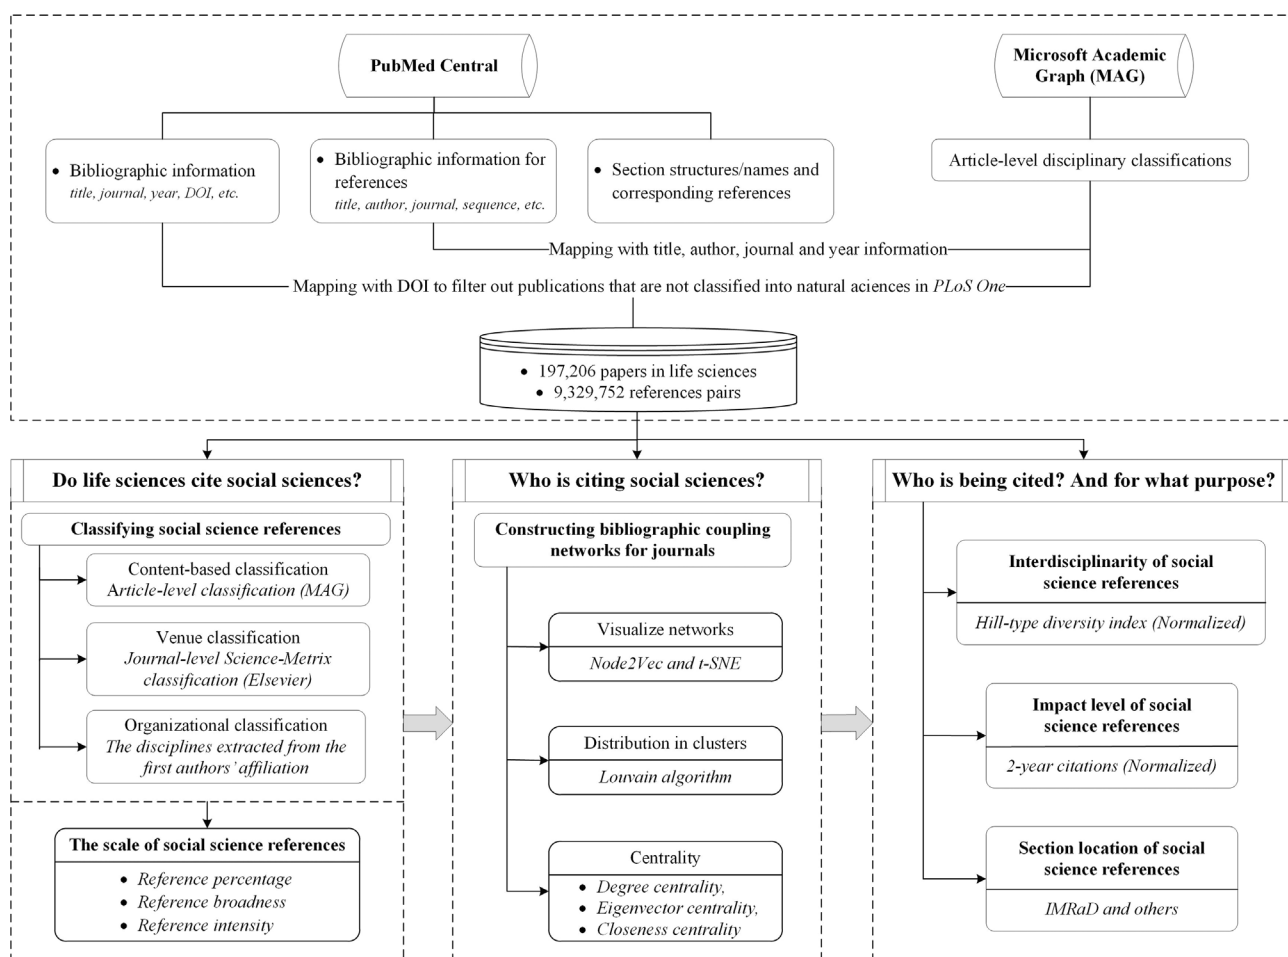 PubMed Central
Microsoft Academic
Graph (MAG)
• Bibliographic information
title, journal, year, DOI, etc.
• Bibliographic information for
references
title, author, journal, sequence, etc.
• Section structures/names and
corresponding references
Article-level disciplinary classifications
Mapping with title, author, journal and year information
Mapping with DOI to filter out publications that are not classified into natural aciences in PLoS One
• 197,206 papers in life sciences
• 9,329,752 references pairs
Do life sciences cite social sciences?
Classifying social science references
Content-based classification
Article-level classification (MAG)
Venue classification
Journal-level Science-Metrix
classification (Elsevier)
Organizational classification
The disciplines extracted from the
first authors' affiliation
The scale of social science references
• Reference percentage
• Reference broadness
• Reference intensity
Who is citing social sciences?
Constructing bibliographic coupling
networks for journals
Visualize networks
Node2Vec and t-SNE
Distribution in clusters
Louvain algorithm
Centrality
• Degree centrality,
• Eigenvector centrality,
• Closeness centrality
Who is being cited? And for what purpose?
Interdisciplinarity of social
science references
Hill-type diversity index (Normalized)
Impact level of social
science references
2-year citations (Normalized)
Section location of social
science references
IMRaD and others